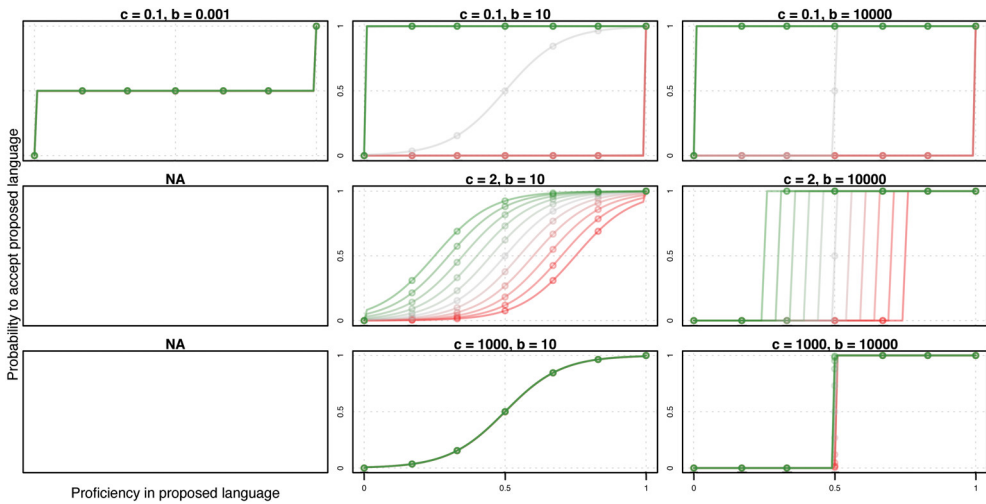 c = 0.1, b = 0.001
c = 0.1, b = 10
c = 0.1, b = 10000
0 0.5 1
0 0.5 1
NA
c = 2, b = 10
c = 2, b = 10000
0 0.5 1
0 0.5 1
NA
c = 1000, b = 10
c = 1000, b = 10000
0 0.5 1
0 0.5 1
0 0.5 1
0 0.5 1
Probability to accept proposed language
Proficiency in proposed language